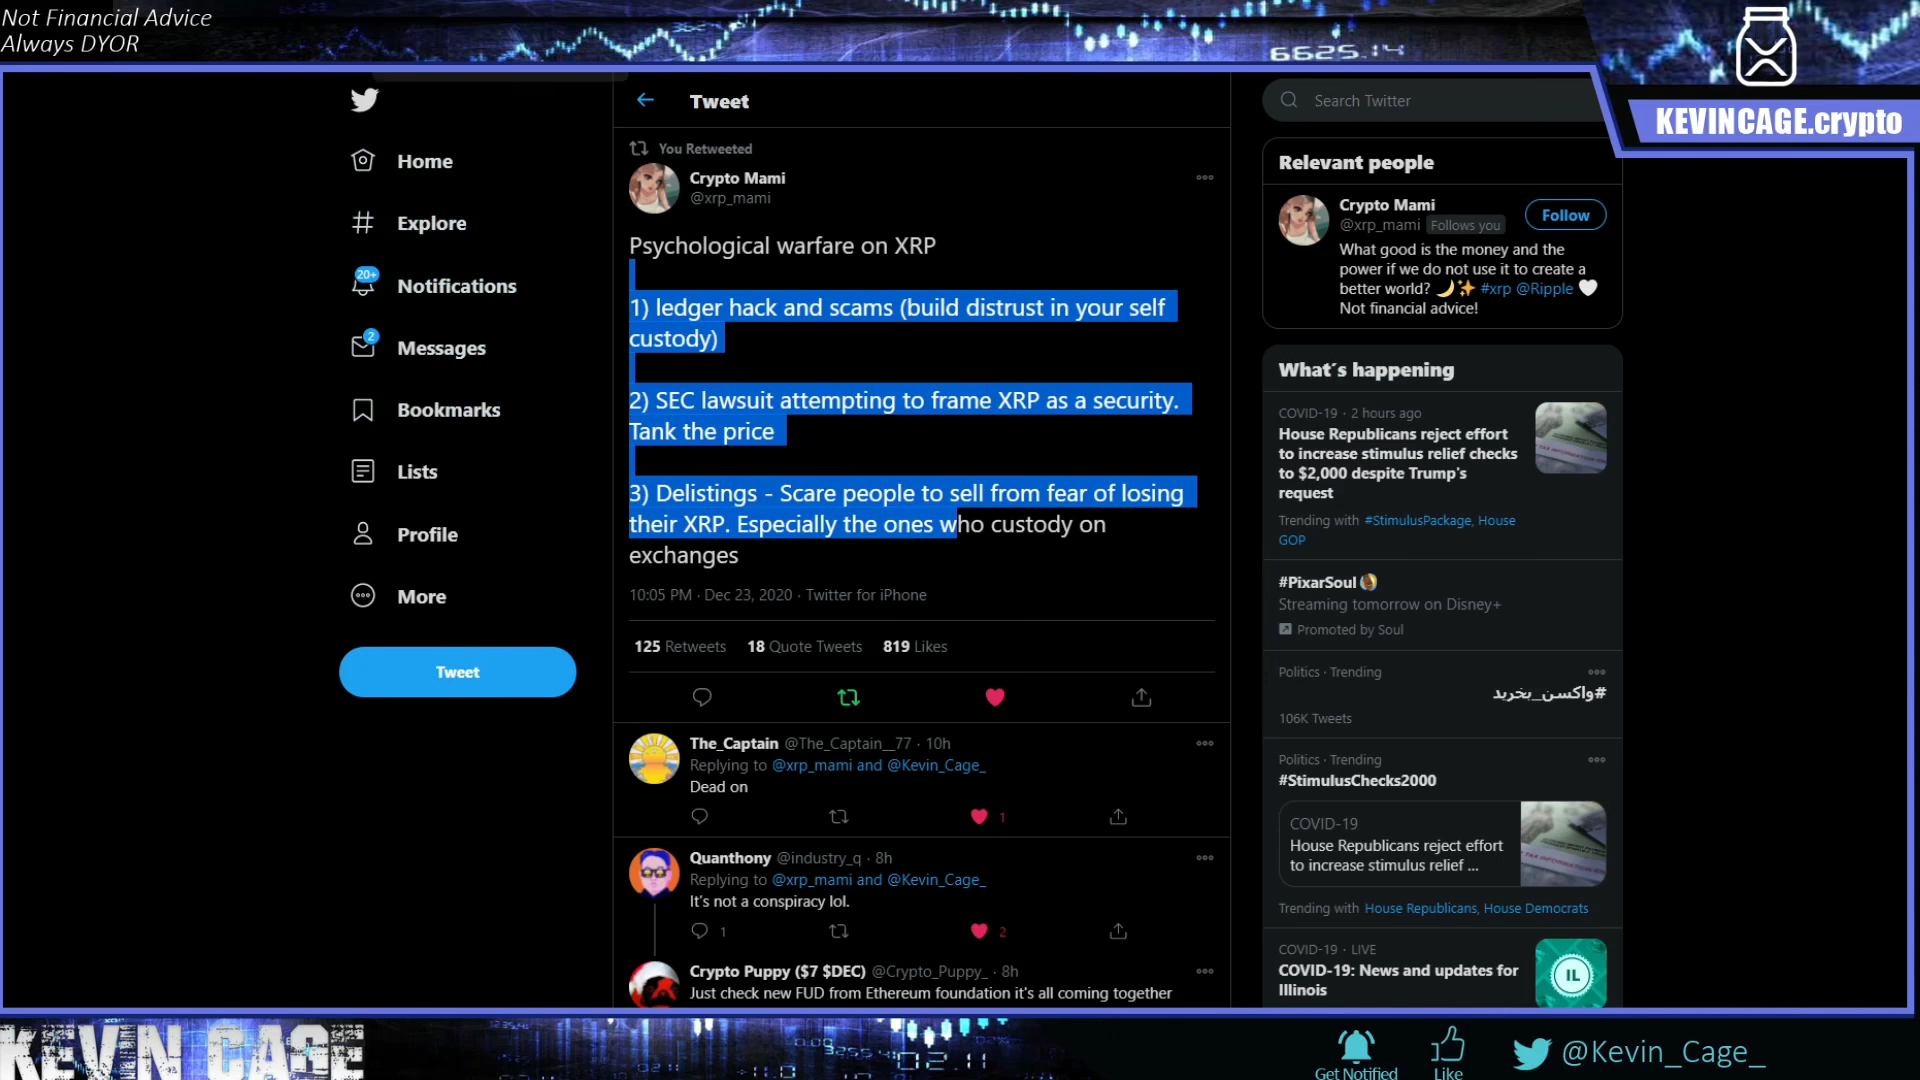 Not Financial Advice
Always DYOR
6625.14
KEVINCAGE.crypto
Home
Explore
20+
Notifications
2
Messages
Bookmarks
Lists
Profile
More
Tweet
Tweet
You Retweeted
Crypto Mami
@xrp_mami
Psychological warfare on XRP
1) ledger hack and scams (build distrust in your self
custody)
2) SEC lawsuit attempting to frame XRP as a security.
Tank the price
3) Delistings - Scare people to sell from fear of losing
their XRP. Especially the ones who custody on
exchanges
10:05 PM · Dec 23, 2020 · Twitter for iPhone
125 Retweets 18 Quote Tweets 819 Likes
The_Captain @The_Captain__77 · 10h
Replying to @xrp_mami and @Kevin_Cage_
Dead on
1
Quanthony @industry_q · 8h
Replying to @xrp_mami and @Kevin_Cage_
It's not a conspiracy lol.
1 2
Crypto Puppy ($7 $DEC) @Crypto_Puppy_ · 8h
Just check new FUD from Ethereum foundation it's all coming together
Search Twitter
Relevant people
Crypto Mami
@xrp_mami Follows you
Follow
What good is the money and the
power if we do not use it to create a
better world? 🌙✨ #xrp @Ripple 🤍
Not financial advice!
What's happening
COVID-19 · 2 hours ago
House Republicans reject effort
to increase stimulus relief checks
to $2,000 despite Trump's
request
Trending with #StimulusPackage, House
GOP
#PixarSoul
Streaming tomorrow on Disney+
Promoted by Soul
Politics · Trending
#واکسن_بخرید
106K Tweets
Politics · Trending
#StimulusChecks2000
COVID-19
House Republicans reject effort
to increase stimulus relief ...
Trending with House Republicans, House Democrats
COVID-19 · LIVE
COVID-19: News and updates for
Illinois
IL
KEVIN CAGE
02.11
Get Notified
Like
@Kevin_Cage_